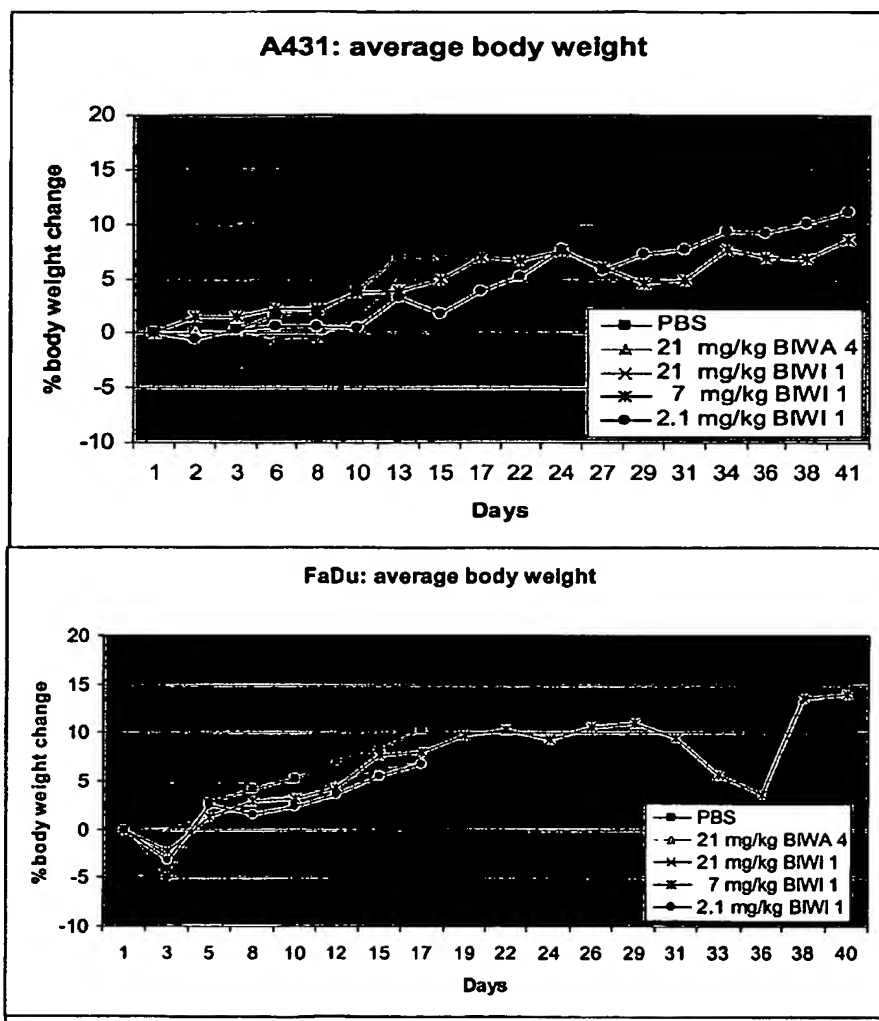 A431: average body weight
%body weight change
20
15
10
5
0
-5
-10
PBS
21 mg/kg BIWA 4
21 mg/kg BIWI 1
7 mg/kg BIWI 1
2.1 mg/kg BIWI 1
1 2 3 6 8 10 13 15 17 22 24 27 29 31 34 36 38 41
Days
FaDu: average body weight
%body weight change
20
15
10
5
0
-5
-10
PBS
21 mg/kg BIWA 4
21 mg/kg BIWI 1
7 mg/kg BIWI 1
2.1 mg/kg BIWI 1
1 3 5 8 10 12 15 17 19 22 24 26 29 31 33 36 38 40
Days